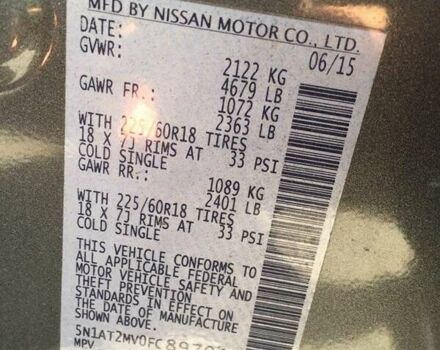 MFD BY NISSAN MOTOR CO., LTD.
DATE: 06/15
GVWR: 2122 KG
4679 LB
GAWR FR.: 1072 KG
2363 LB
WITH 225/60R18 TIRES
18 X 7J RIMS AT 33 PSI
COLD SINGLE
GAWR RR.: 1089 KG
2401 LB
WITH 225/60R18 TIRES
18 X 7J RIMS AT 33 PSI
COLD SINGLE
THIS VEHICLE CONFORMS TO
ALL APPLICABLE FEDERAL
MOTOR VEHICLE SAFETY AND
THEFT PREVENTION
STANDARDS IN EFFECT ON
THE DATE OF MANUFACTURE
SHOWN ABOVE.
MPV